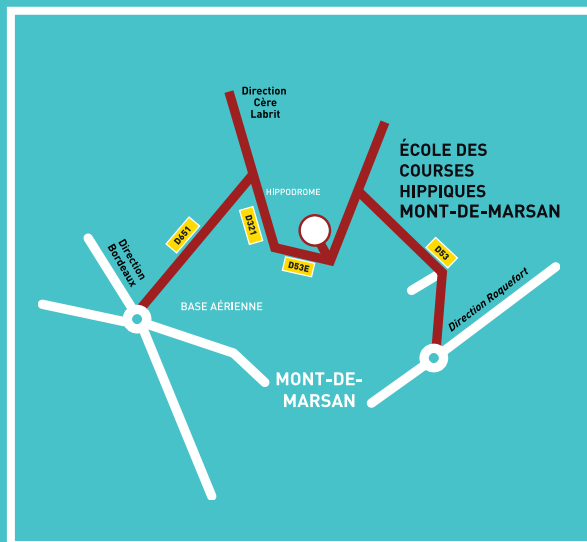 Direction
Cère
Labrit
ÉCOLE DES
COURSES
HIPPIQUES
MONT-DE-MARSAN
HIPPODROME
D651
D321
D53E
D53
Direction
Bordeaux
BASE AÉRIENNE
Direction Roquefort
MONT-DE-
MARSAN